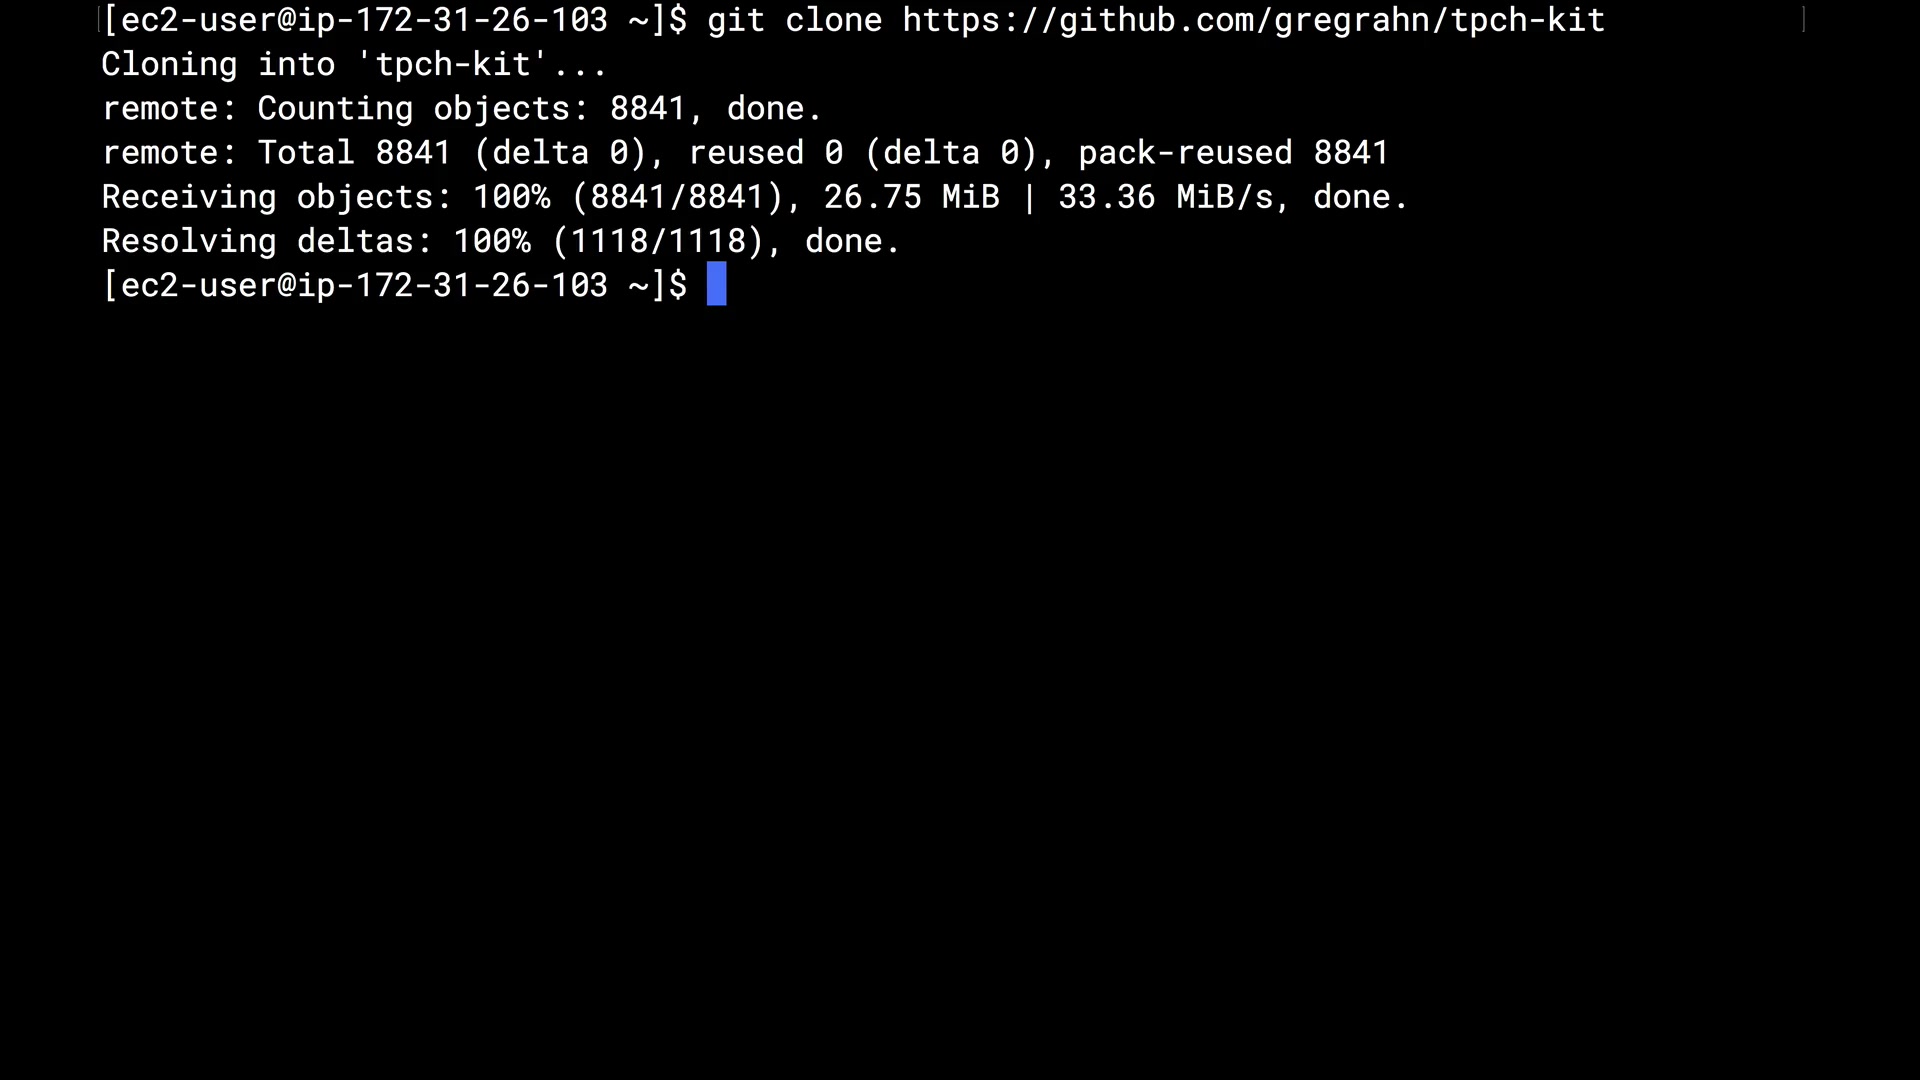 [ec2-user@ip-172-31-26-103 ~]$ git clone https://github.com/gregrahn/tpch-kit
Cloning into 'tpch-kit'...
remote: Counting objects: 8841, done.
remote: Total 8841 (delta 0), reused 0 (delta 0), pack-reused 8841
Receiving objects: 100% (8841/8841), 26.75 MiB | 33.36 MiB/s, done.
Resolving deltas: 100% (1118/1118), done.
[ec2-user@ip-172-31-26-103 ~]$